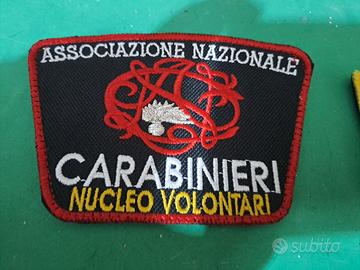 ASSOCIAZIONE NAZIONALE
CARABINIERI
NUCLEO VOLONTARI
subito